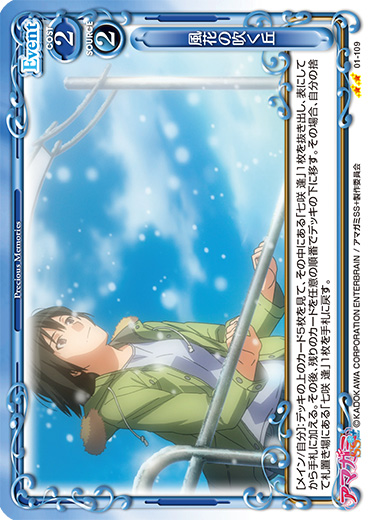 Event
COST
2
SOURCE
2
風花の吹く丘
Precious Memories
[メイン/自分]：デッキの上のカード5枚を見て、その中にある「七咲 逢」1枚を抜き出し、表にして
から手札に加える。その後、残りのカードを任意の順番でデッキの下に移す。その場合、自分の捨
て札置き場にある「七咲 逢」1枚を手札に戻す。
アマガミSS+
©KADOKAWA CORPORATION ENTERBRAIN / アマガミSS+製作委員会
01-109